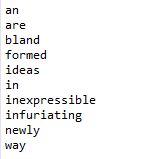 an
are
bland
formed
ideas
in
inexpressible
infuriating
newly
way